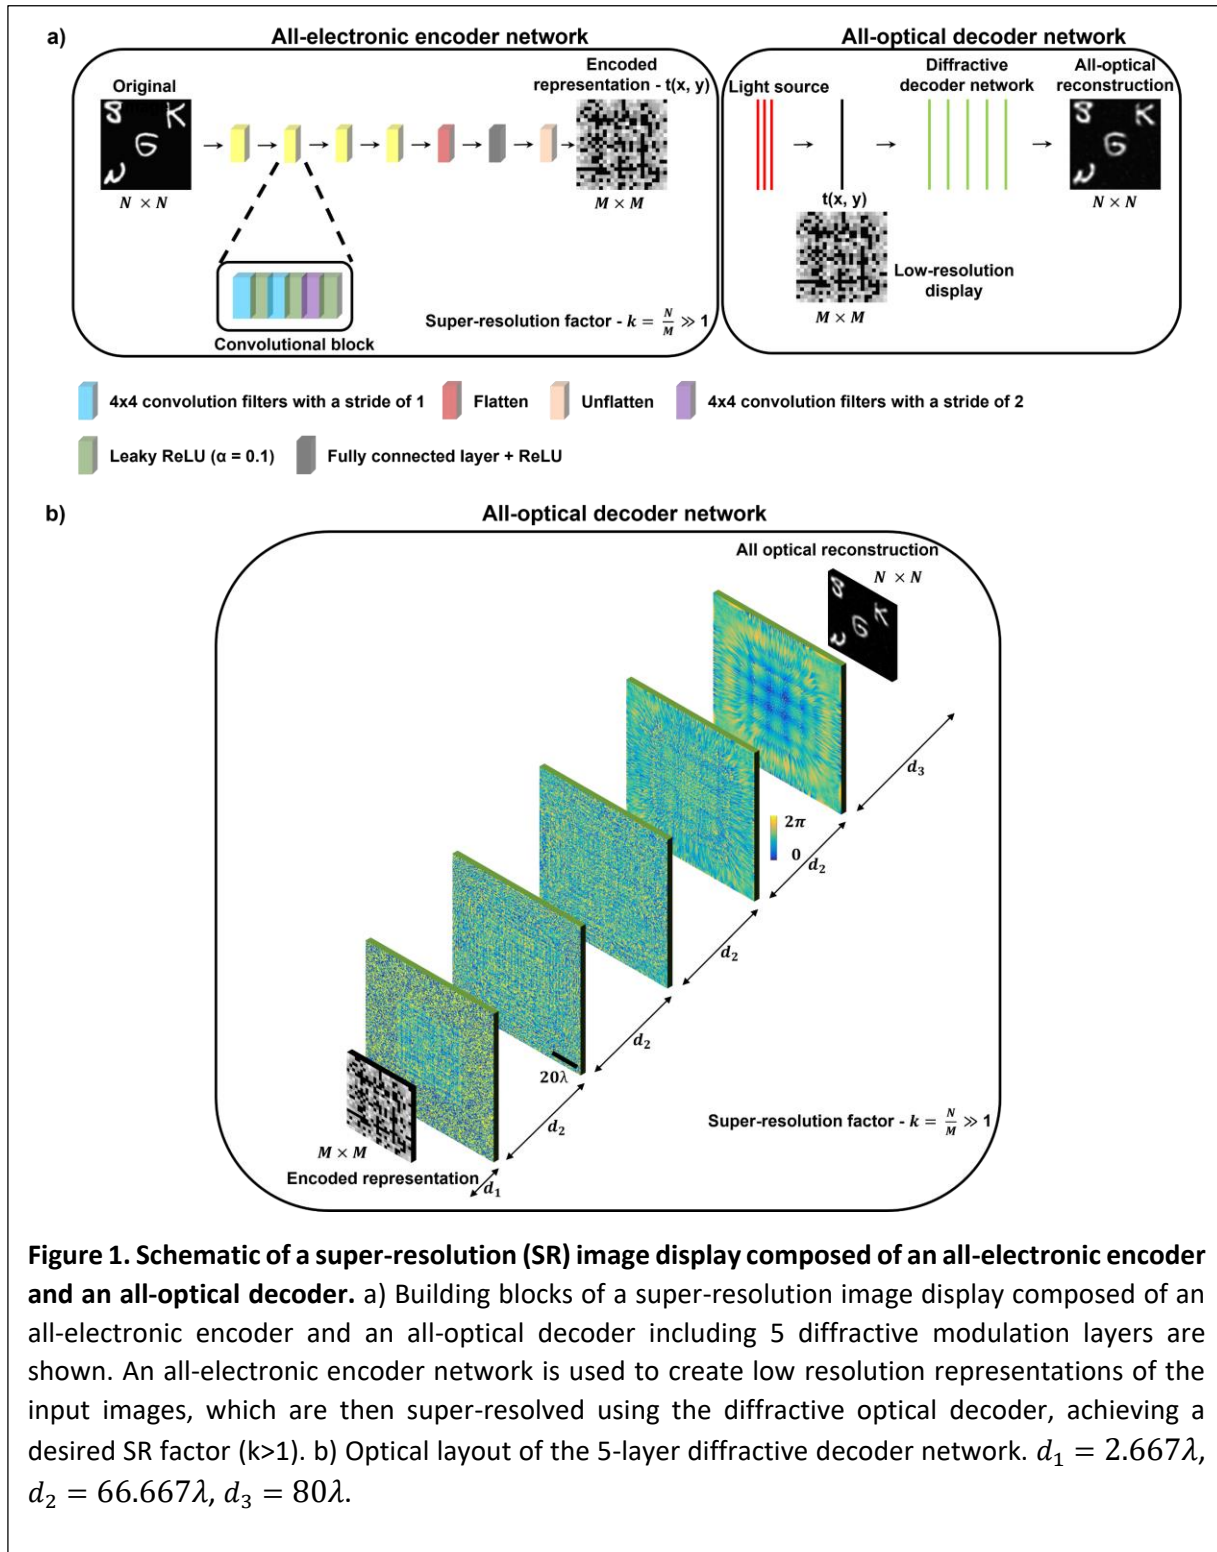 a)
All-electronic encoder network
All-optical decoder network
Original
Encoded
representation - t(x, y)
Light source
Diffractive
decoder network
All-optical
reconstruction
S K G N
S K G N
N × N
M × M
t(x, y)
N × N
Low-resolution
display
M × M
Convolutional block
Super-resolution factor - k = N/M ≫ 1
4x4 convolution filters with a stride of 1
Flatten
Unflatten
4x4 convolution filters with a stride of 2
Leaky ReLU (α = 0.1)
Fully connected layer + ReLU
b)
All-optical decoder network
All optical reconstruction
N × N
S K G N
d₃
2π
0
d₂
d₂
d₂
20λ
d₂
M × M
Encoded representation
d₁
Super-resolution factor - k = N/M ≫ 1
Figure 1. Schematic of a super-resolution (SR) image display composed of an all-electronic encoder
and an all-optical decoder. a) Building blocks of a super-resolution image display composed of an
all-electronic encoder and an all-optical decoder including 5 diffractive modulation layers are
shown. An all-electronic encoder network is used to create low resolution representations of the
input images, which are then super-resolved using the diffractive optical decoder, achieving a
desired SR factor (k>1). b) Optical layout of the 5-layer diffractive decoder network. d₁ = 2.667λ,
d₂ = 66.667λ, d₃ = 80λ.